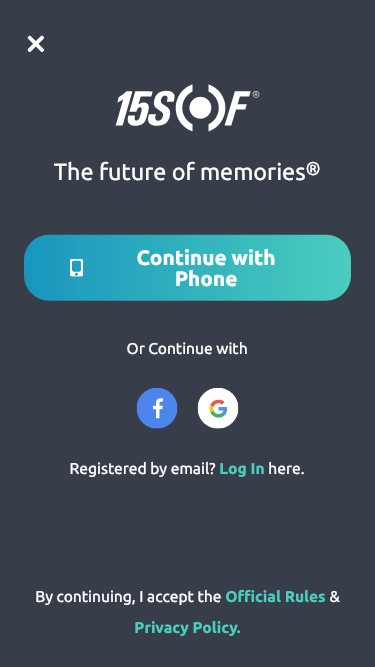 15SOF®
The future of memories®
Continue with
Phone
Or Continue with
Registered by email? Log In here.
By continuing, I accept the Official Rules &
Privacy Policy.